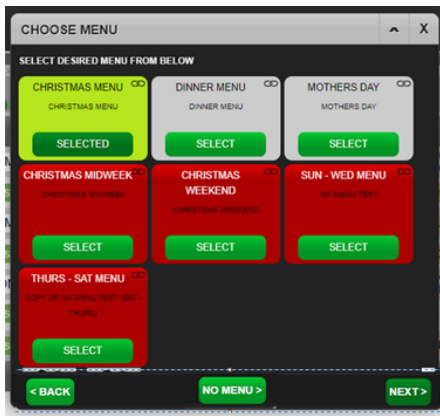 CHOOSE MENU
X
SELECT DESIRED MENU FROM BELOW
CHRISTMAS MENU
CHRISTMAS MENU
SELECTED
DINNER MENU
DINNER MENU
SELECT
MOTHERS DAY
MOTHERS DAY
SELECT
CHRISTMAS MIDWEEK
CHRISTMAS MIDWEEK
SELECT
CHRISTMAS
WEEKEND
CHRISTMAS WEEKEND
SELECT
SUN - WED MENU
GK MENU TEST
SELECT
THURS - SAT MENU
COPY OF GK MENU TEST (SAT-
THURS)
SELECT
< BACK
NO MENU >
NEXT >